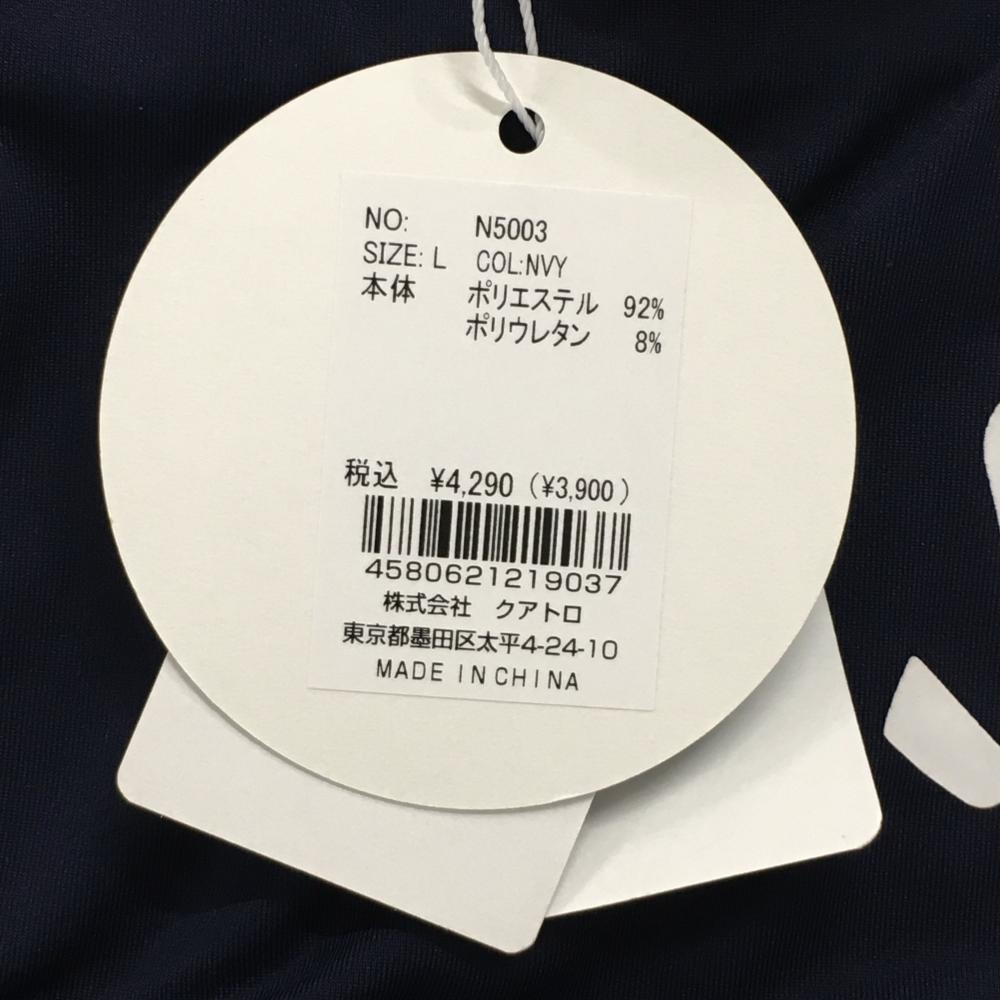 NO: N5003
SIZE: L COL:NVY
本体 ポリエステル 92%
ポリウレタン 8%
税込 ¥4,290 (¥3,900)
4580621219037
株式会社 クアトロ
東京都墨田区太平4-24-10
MADE IN CHINA